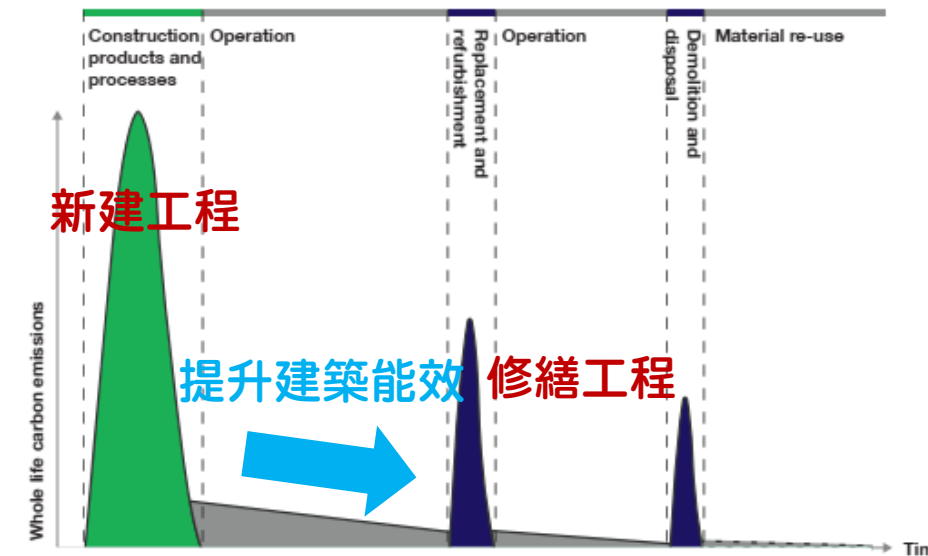 Construction
products and
processes
Operation
Replacement and
refurbishment
Operation
Demolition and
disposal
Material re-use
新建工程
提升建築能效
修繕工程
Whole life carbon emissions
Tim